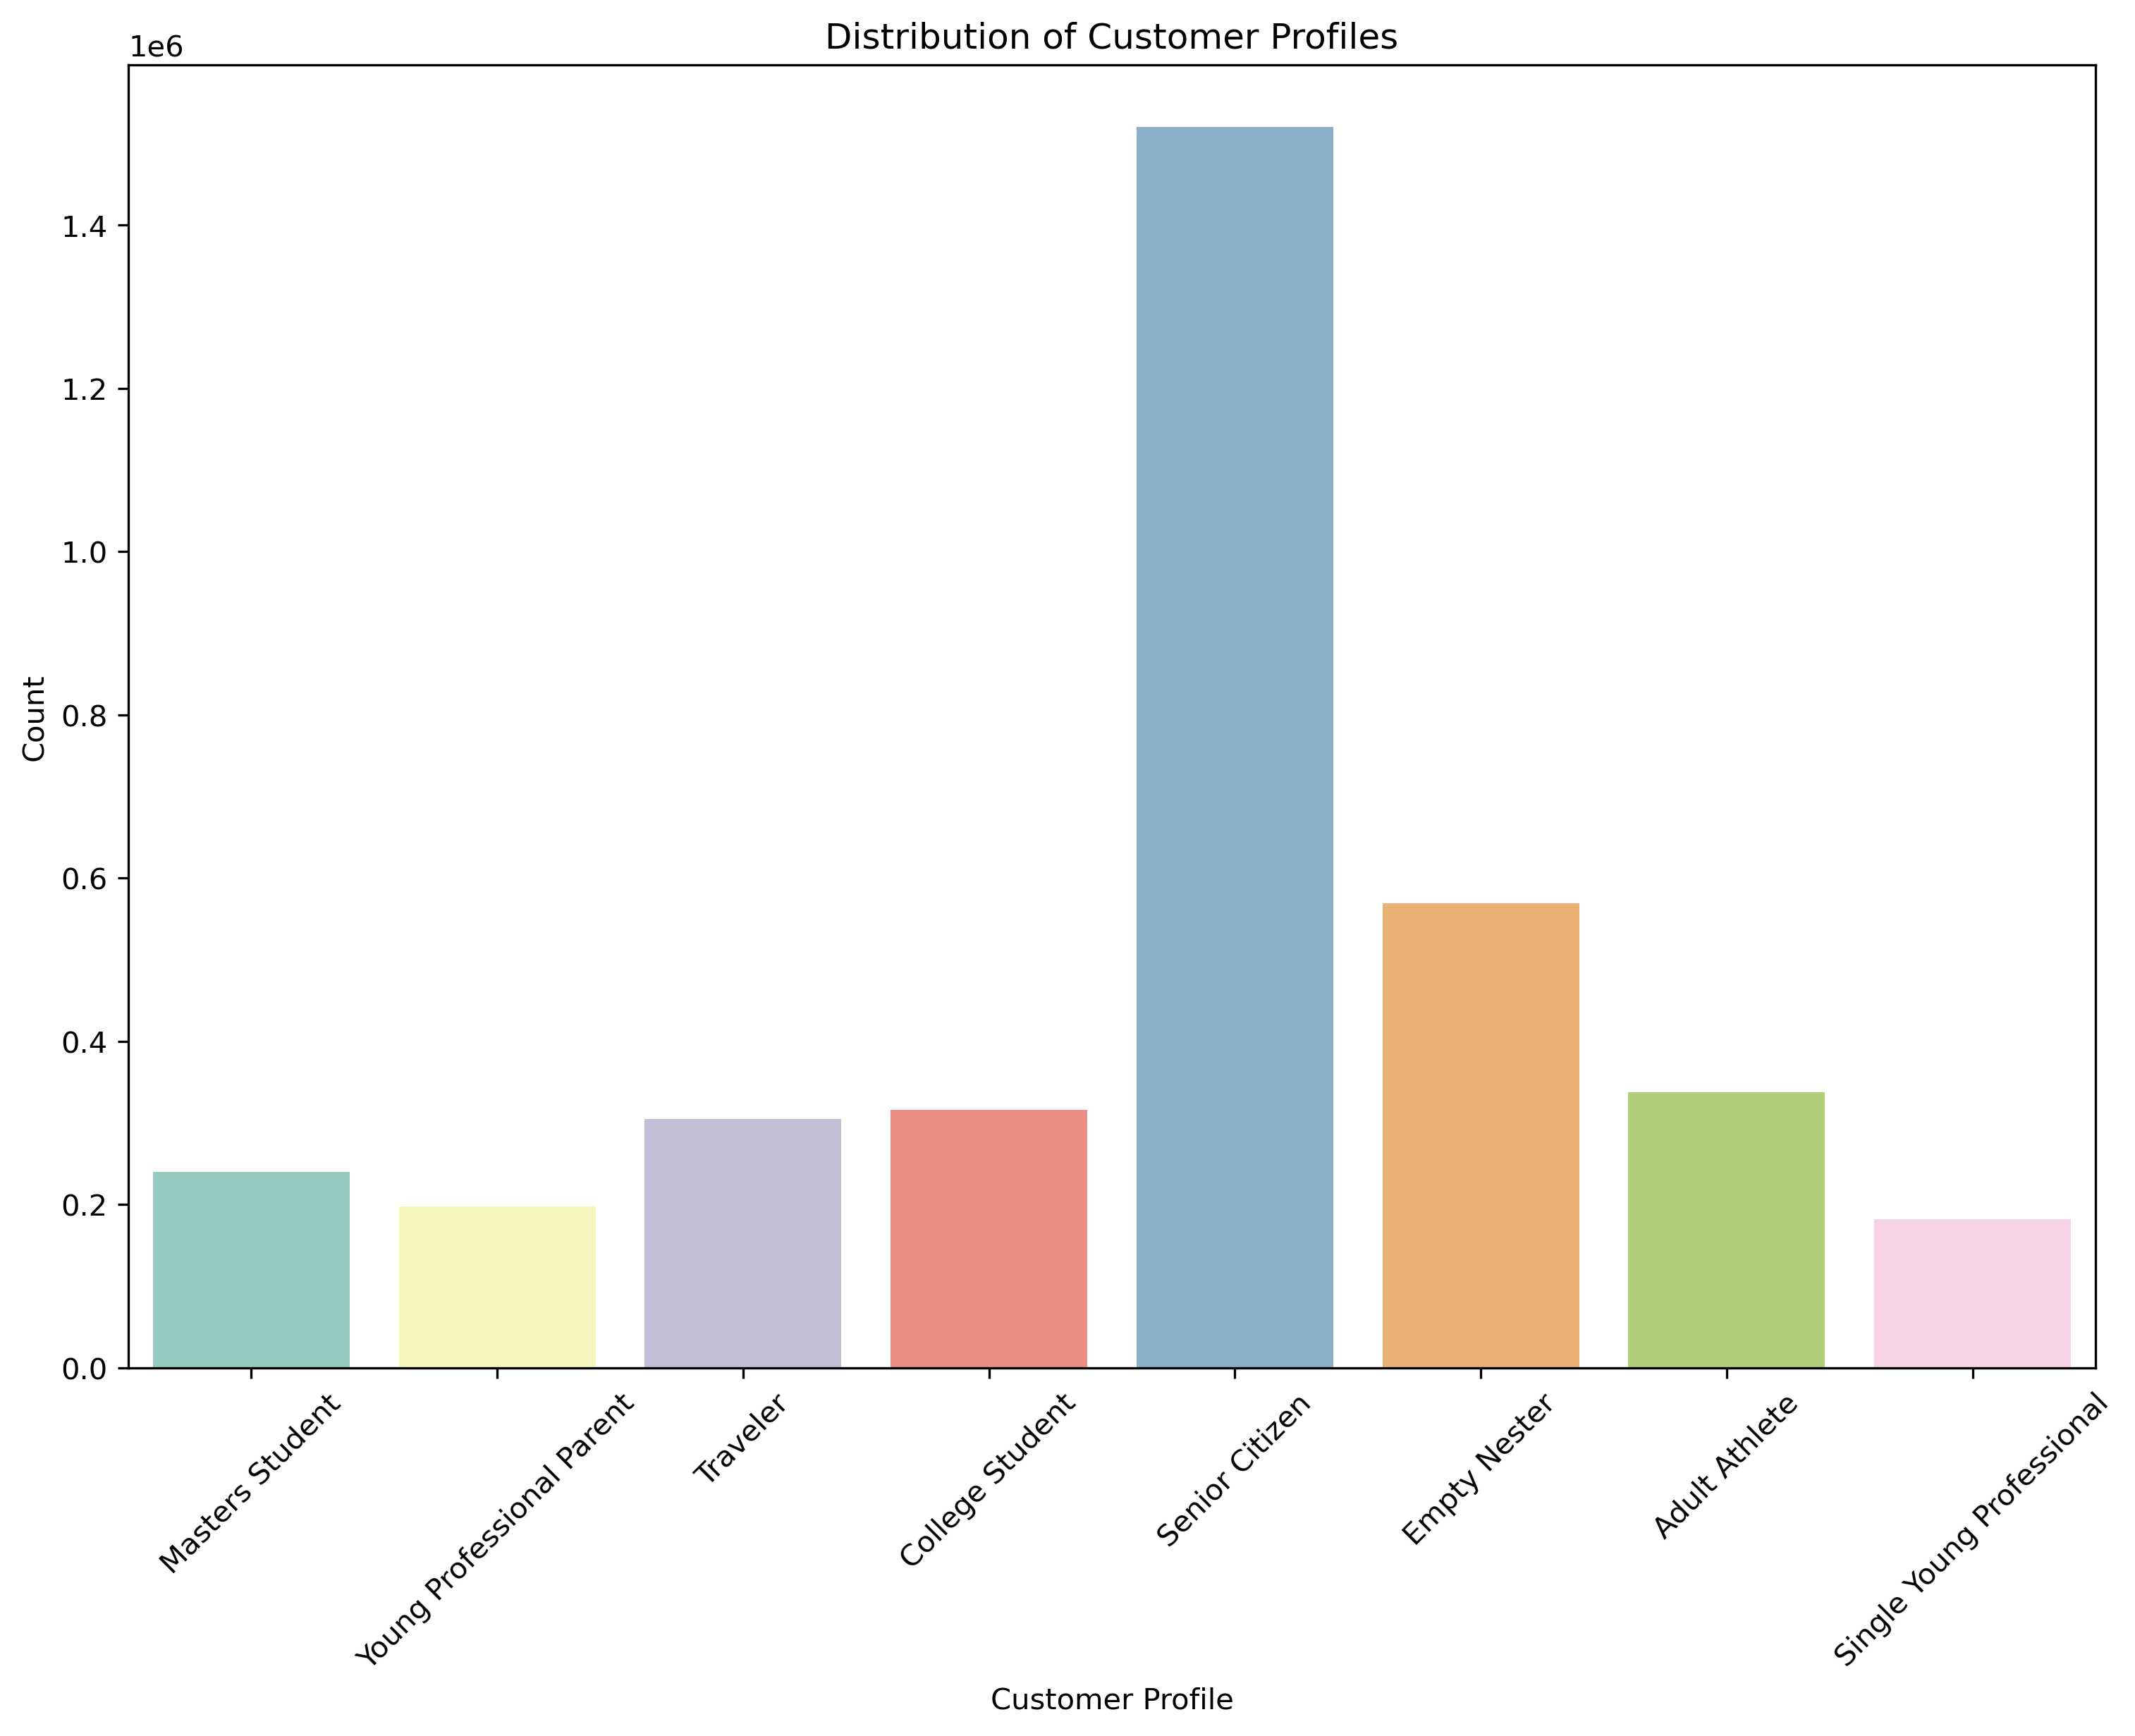 Distribution of Customer Profiles
1e6
1.4
1.2
1.0
0.8
0.6
0.4
0.2
0.0
Count
Masters Student
Young Professional Parent
Traveler
College Student
Senior Citizen
Empty Nester
Adult Athlete
Single Young Professional
Customer Profile